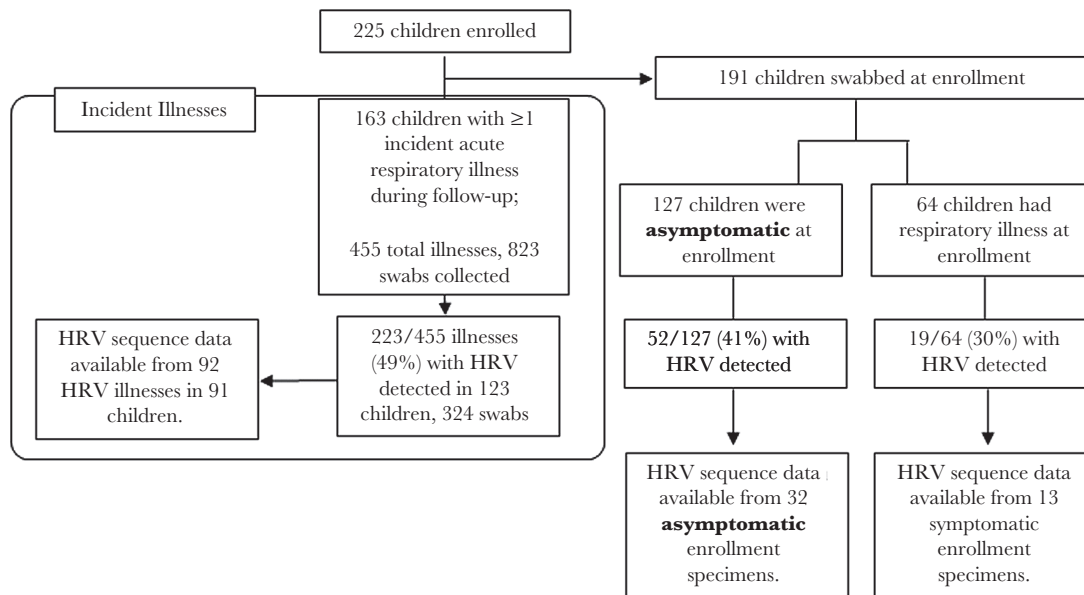 225 children enrolled
191 children swabbed at enrollment
Incident Illnesses
163 children with ≥1
incident acute
respiratory illness
during follow-up;
455 total illnesses, 823
swabs collected
127 children were
asymptomatic at
enrollment
64 children had
respiratory illness at
enrollment
HRV sequence data
available from 92
HRV illnesses in 91
children.
223/455 illnesses
(49%) with HRV
detected in 123
children, 324 swabs
52/127 (41%) with
HRV detected
19/64 (30%) with
HRV detected
HRV sequence data
available from 32
asymptomatic
enrollment
specimens.
HRV sequence data
available from 13
symptomatic
enrollment
specimens.